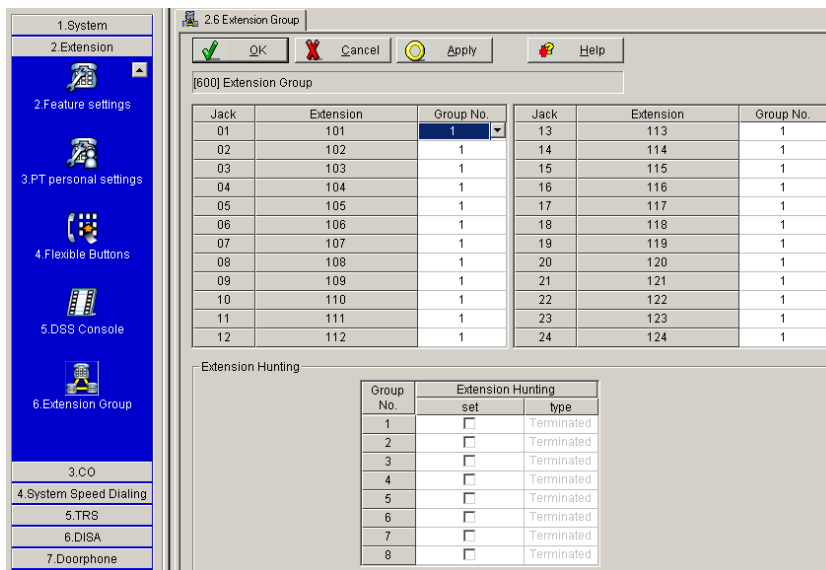 1.System
2.Extension
2.Feature settings
3.PT personal settings
4.Flexible Buttons
5.DSS Console
6.Extension Group
3.CO
4.System Speed Dialing
5.TRS
6.DISA
7.Doorphone
2.6 Extension Group
OK Cancel Apply Help
[600] Extension Group
Jack Extension Group No. Jack Extension Group No.
01 101 1 13 113 1
02 102 1 14 114 1
03 103 1 15 115 1
04 104 1 16 116 1
05 105 1 17 117 1
06 106 1 18 118 1
07 107 1 19 119 1
08 108 1 20 120 1
09 109 1 21 121 1
10 110 1 22 122 1
11 111 1 23 123 1
12 112 1 24 124 1
Extension Hunting
Group Extension Hunting
No. set type
1 Terminated
2 Terminated
3 Terminated
4 Terminated
5 Terminated
6 Terminated
7 Terminated
8 Terminated